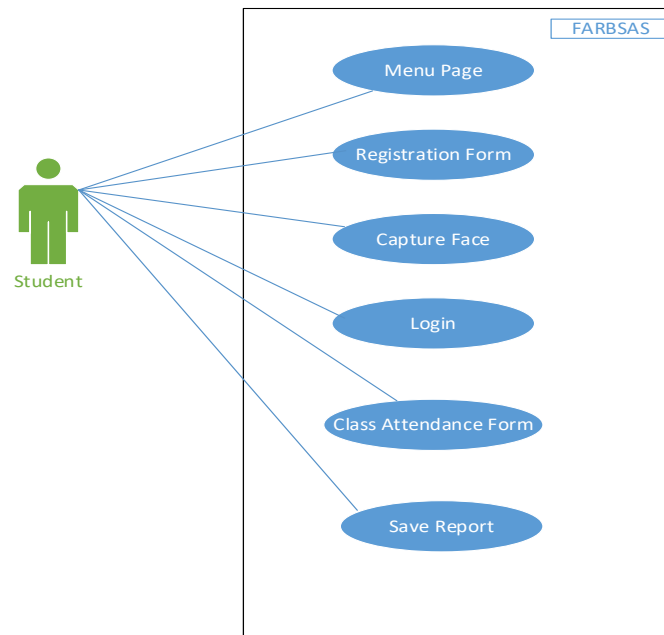 FARBSAS
Menu Page
Registration Form
Capture Face
Student
Login
Class Attendance Form
Save Report